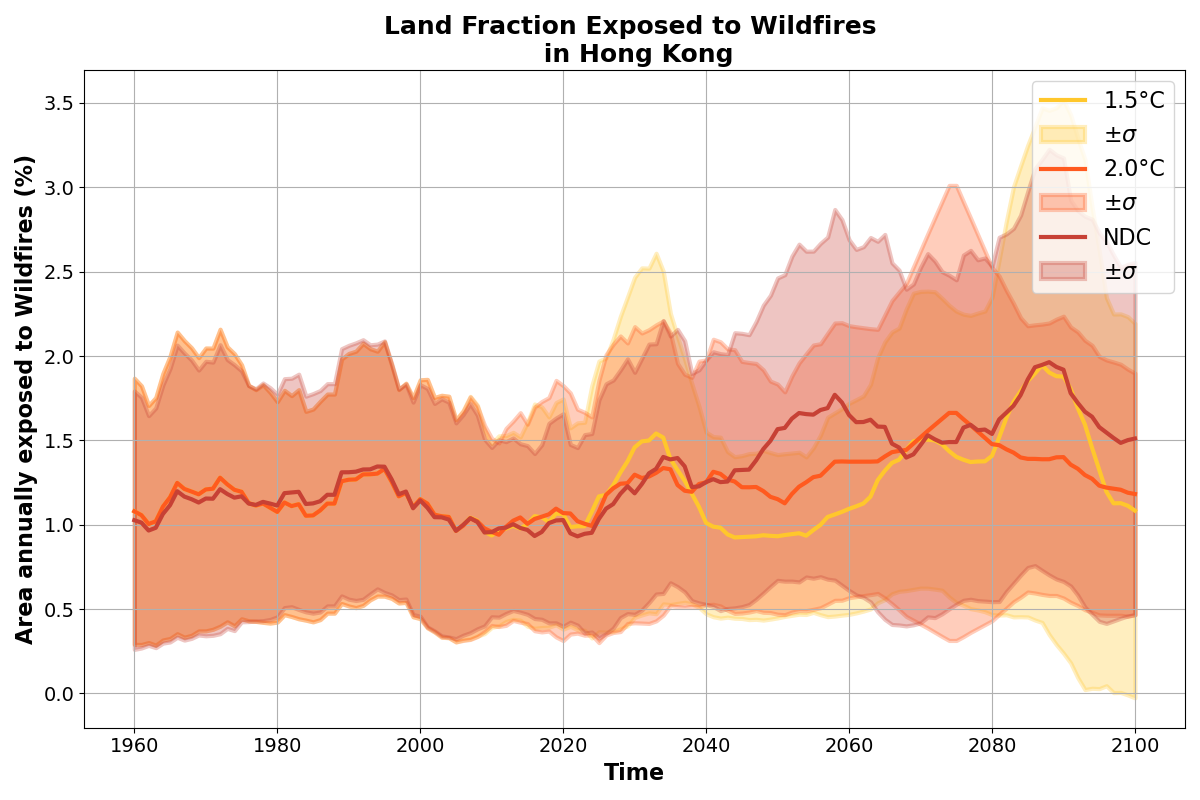 Land Fraction Exposed to Wildfires
in Hong Kong
Area annually exposed to Wildfires (%)
3.5
3.0
2.5
2.0
1.5
1.0
0.5
0.0
1960
1980
2000
2020
2040
2060
2080
2100
Time
1.5°C
±σ
2.0°C
±σ
NDC
±σ